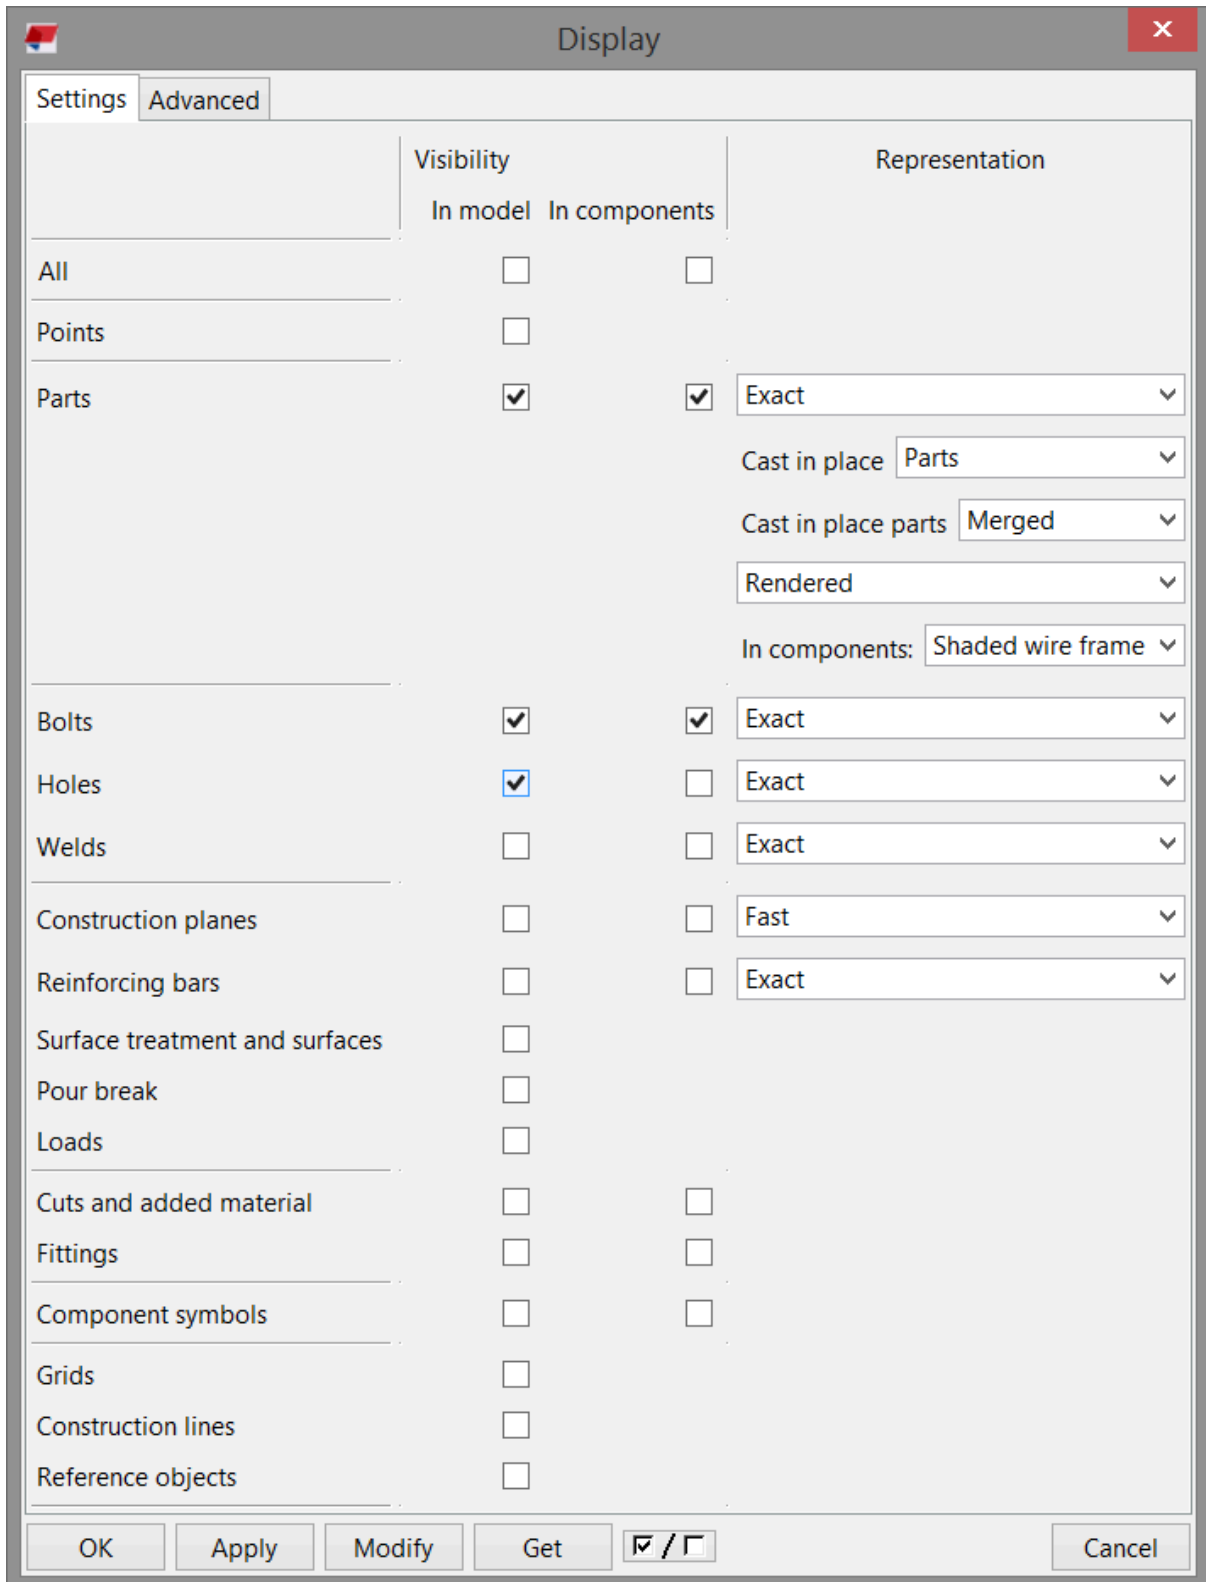 Display
Settings Advanced
Visibility Representation
In model In components
All
Points
Parts Exact
Cast in place Parts
Cast in place parts Merged
Rendered
In components: Shaded wire frame
Bolts Exact
Holes Exact
Welds Exact
Construction planes Fast
Reinforcing bars Exact
Surface treatment and surfaces
Pour break
Loads
Cuts and added material
Fittings
Component symbols
Grids
Construction lines
Reference objects
OK Apply Modify Get / Cancel